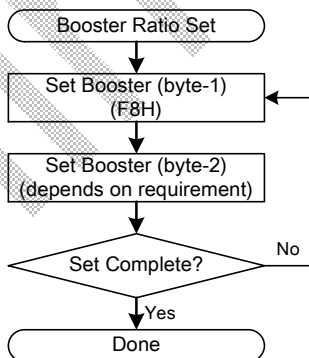 Booster Ratio Set
Set Booster (byte-1)
(F8H)
Set Booster (byte-2)
(depends on requirement)
Set Complete?
No
Yes
Done